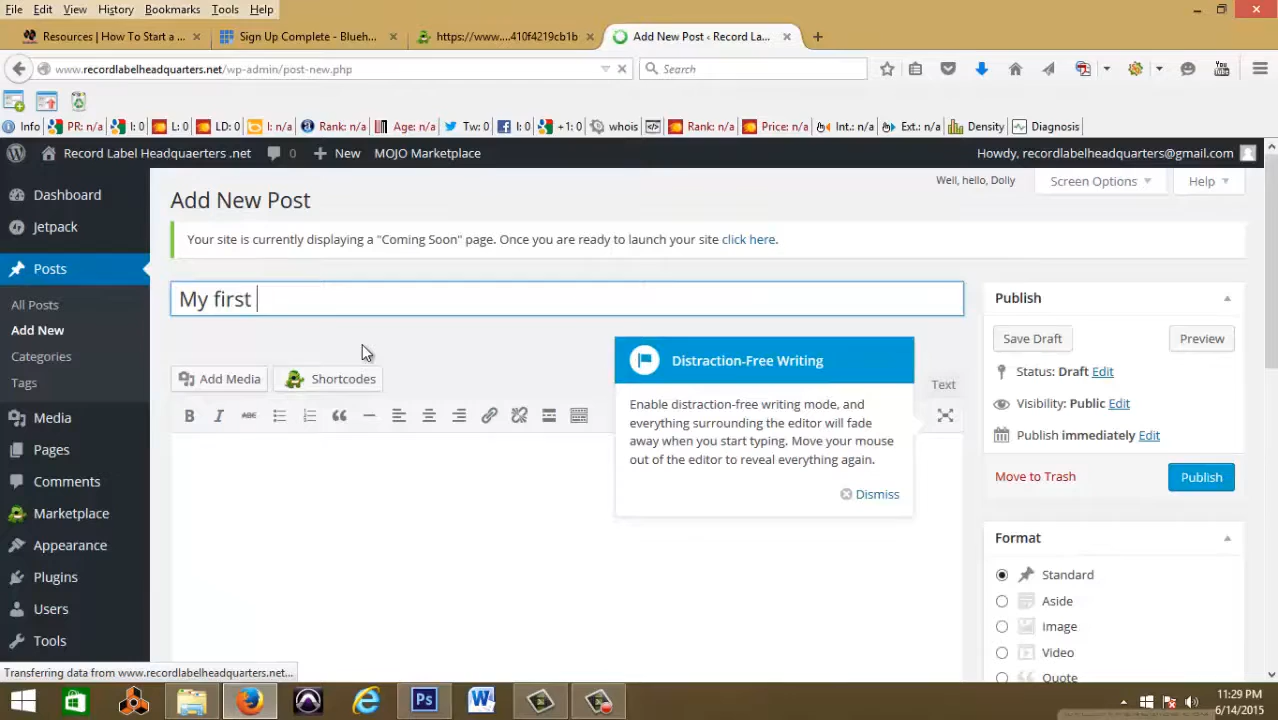 File Edit View History Bookmarks Tools Help
Resources | How To Start a ... × Sign Up Complete - Blueh... × https://www....410f4219cb1b × Add New Post ‹ Record La... × +
www.recordlabelheadquarters.net/wp-admin/post-new.php Search
Info PR: n/a I: 0 L: 0 LD: 0 I: n/a Rank: n/a Age: n/a Tw: 0 I: 0 +1: 0 whois Rank: n/a Price: n/a Int.: n/a Ext.: n/a Density Diagnosis
Record Label Headquaerters .net 0 + New MOJO Marketplace Howdy, recordlabelheadquarters@gmail.com
Well, hello, Dolly Screen Options Help
Dashboard
Jetpack
Posts
All Posts
Add New
Categories
Tags
Media
Pages
Comments
Marketplace
Appearance
Plugins
Users
Tools
Add New Post
Your site is currently displaying a "Coming Soon" page. Once you are ready to launch your site click here.
My first
Add Media Shortcodes Text
B I ABC
Distraction-Free Writing
Enable distraction-free writing mode, and
everything surrounding the editor will fade
away when you start typing. Move your mouse
out of the editor to reveal everything again.
Dismiss
Publish
Save Draft Preview
Status: Draft Edit
Visibility: Public Edit
Publish immediately Edit
Move to Trash Publish
Format
Standard
Aside
Image
Video
Quote
Transferring data from www.recordlabelheadquarters.net...
Ps W 11:29 PM
6/14/2015